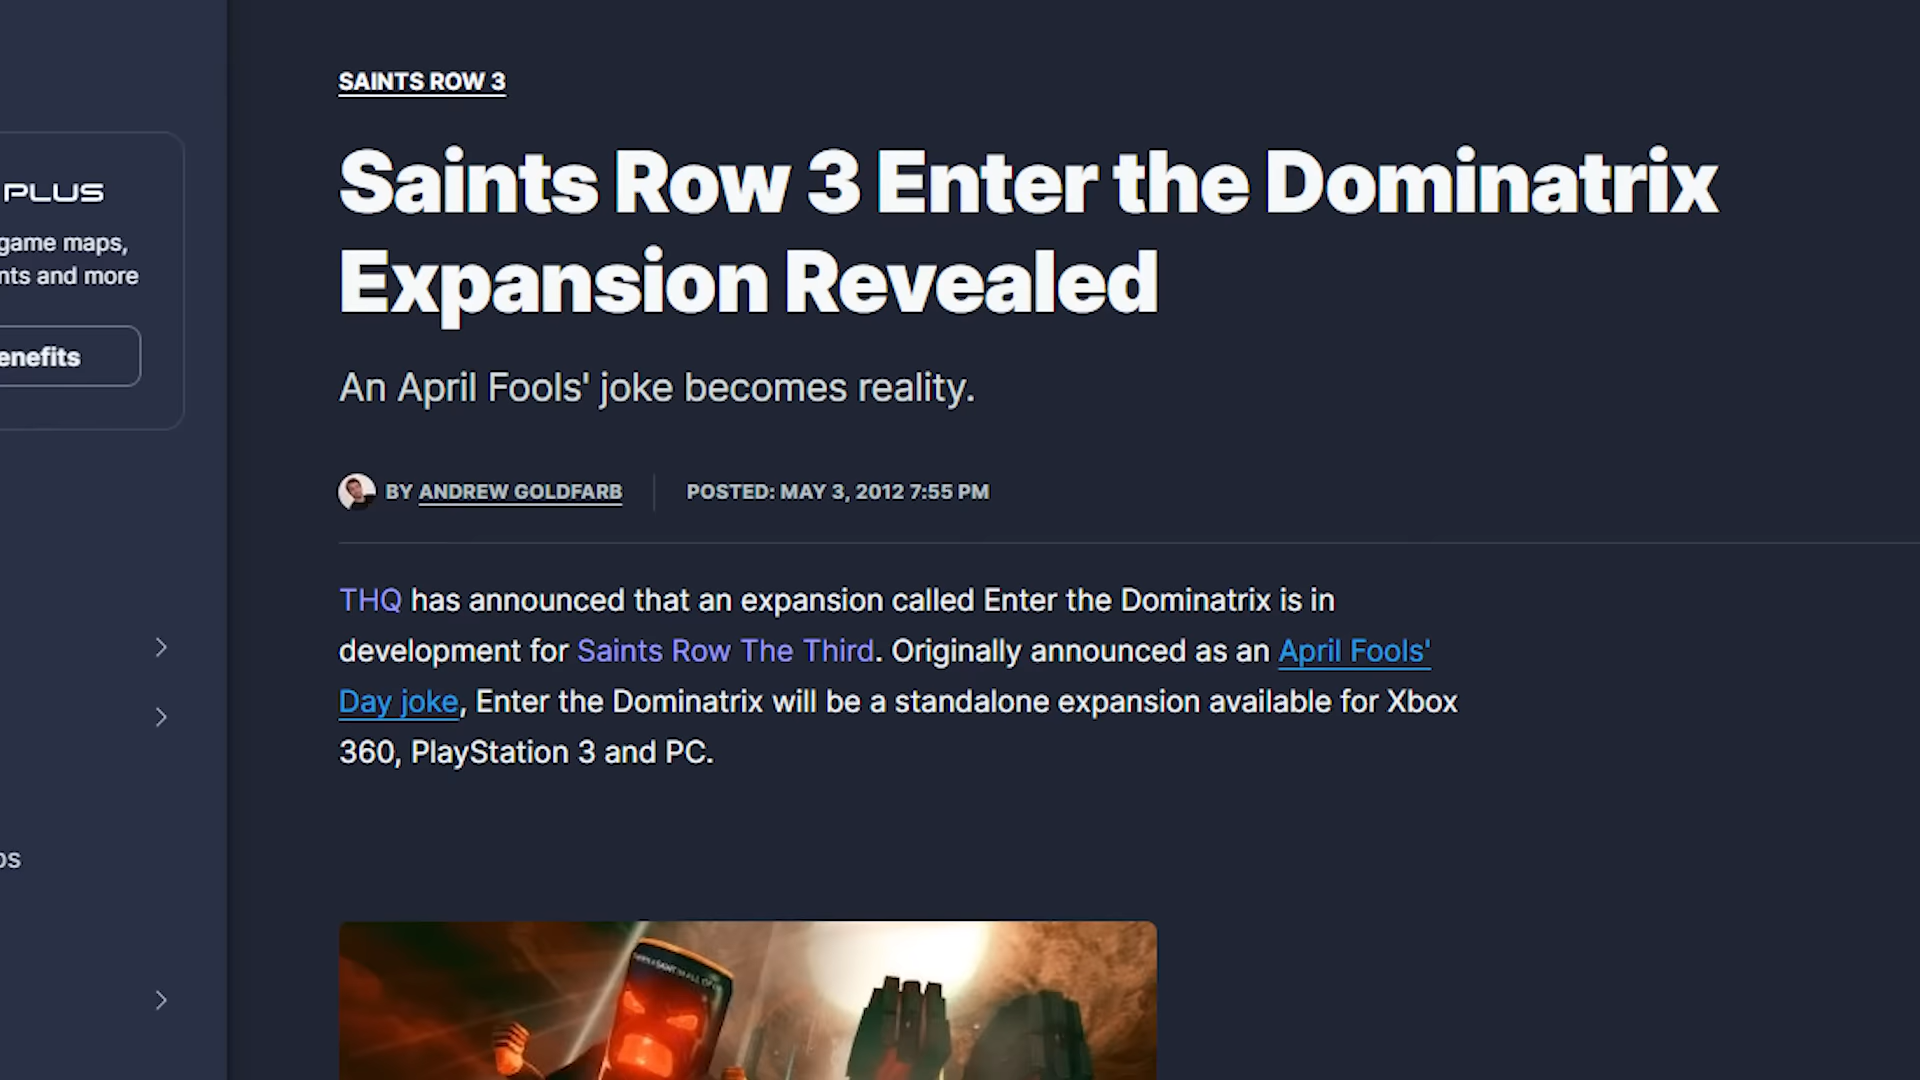 SAINTS ROW 3
Saints Row 3 Enter the Dominatrix
Expansion Revealed
An April Fools' joke becomes reality.
BY ANDREW GOLDFARB
POSTED: MAY 3, 2012 7:55 PM
THQ has announced that an expansion called Enter the Dominatrix is in
development for Saints Row The Third. Originally announced as an April Fools'
Day joke, Enter the Dominatrix will be a standalone expansion available for Xbox
360, PlayStation 3 and PC.
PLUS
game maps,
nts and more
enefits
ps